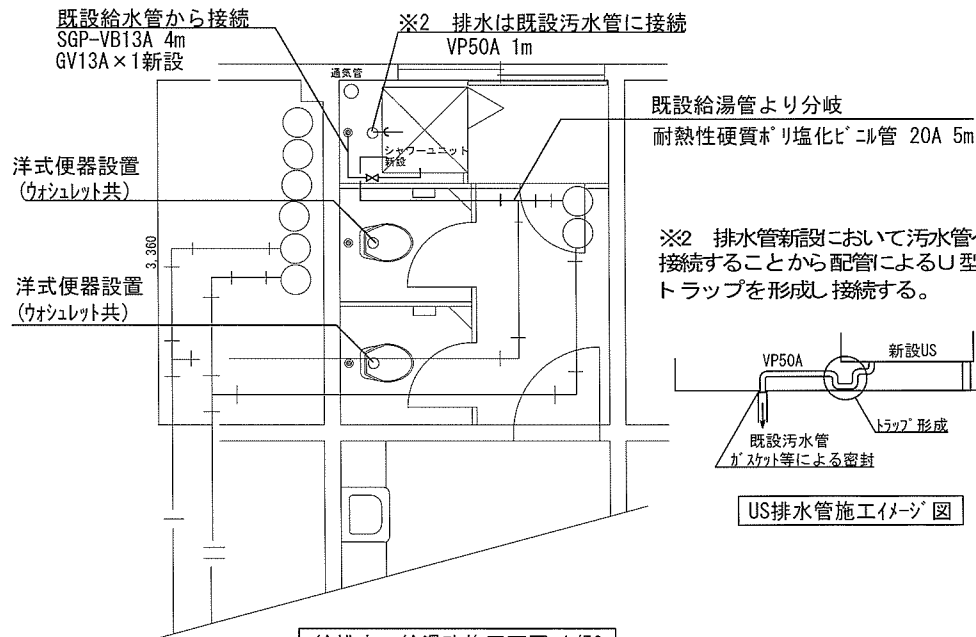 既設給水管から接続
SGP-VB13A 4m
GV13A×1新設
※2 排水は既設汚水管に接続
VP50A 1m
通気管
シャワーユニット
新設
既設給湯管より分岐
耐熱性硬質ポリ塩化ビニル管 20A 5m
洋式便器設置
(ウォシュレット共)
3,360
洋式便器設置
(ウォシュレット共)
※2 排水管新設において汚水管
接続することから配管によるU型
トラップを形成し接続する。
VP50A
新設US
トラップ形成
既設汚水管
ガスケット等による密封
US排水管施工イメージ図